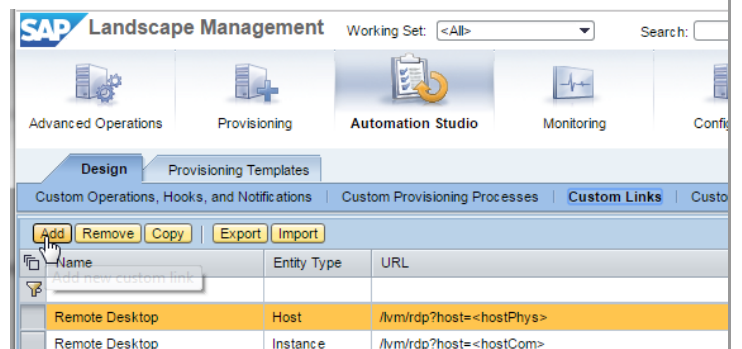 SAP Landscape Management Working Set: <All> Search:
Advanced Operations Provisioning Automation Studio Monitoring
Design Provisioning Templates
Custom Operations, Hooks, and Notifications | Custom Provisioning Processes | Custom Links |
Add Remove Copy | Export Import
Name Entity Type URL
Add new custom link
Remote Desktop Host /lvm/rdp?host=<hostPhys>
Remote Desktop Instance /lvm/rdp?host=<hostCom>